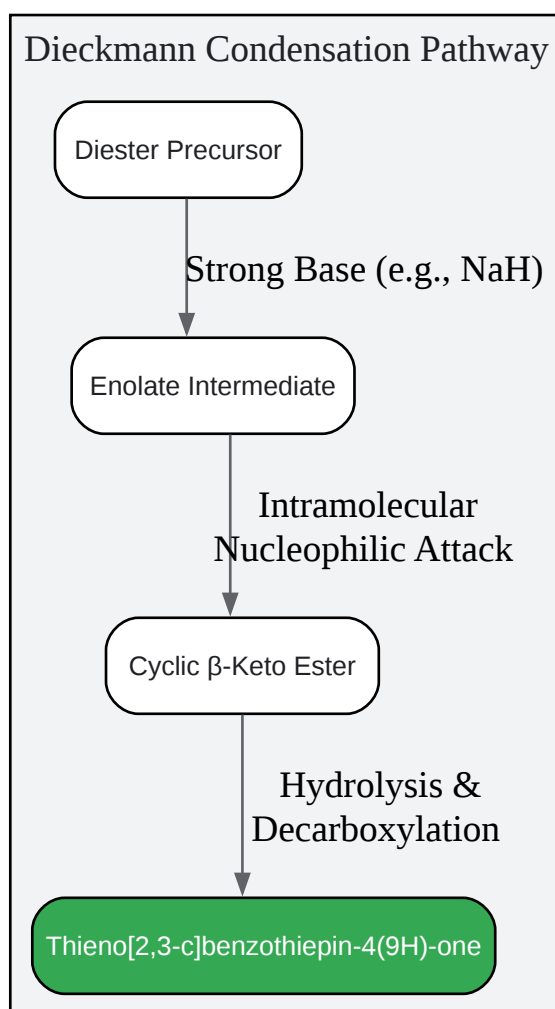 Dieckmann Condensation Pathway
Diester Precursor
Strong Base (e.g., NaH)
Enolate Intermediate
Intramolecular
Nucleophilic Attack
Cyclic β-Keto Ester
Hydrolysis &
Decarboxylation
Thieno[2,3-c]benzothiepin-4(9H)-one